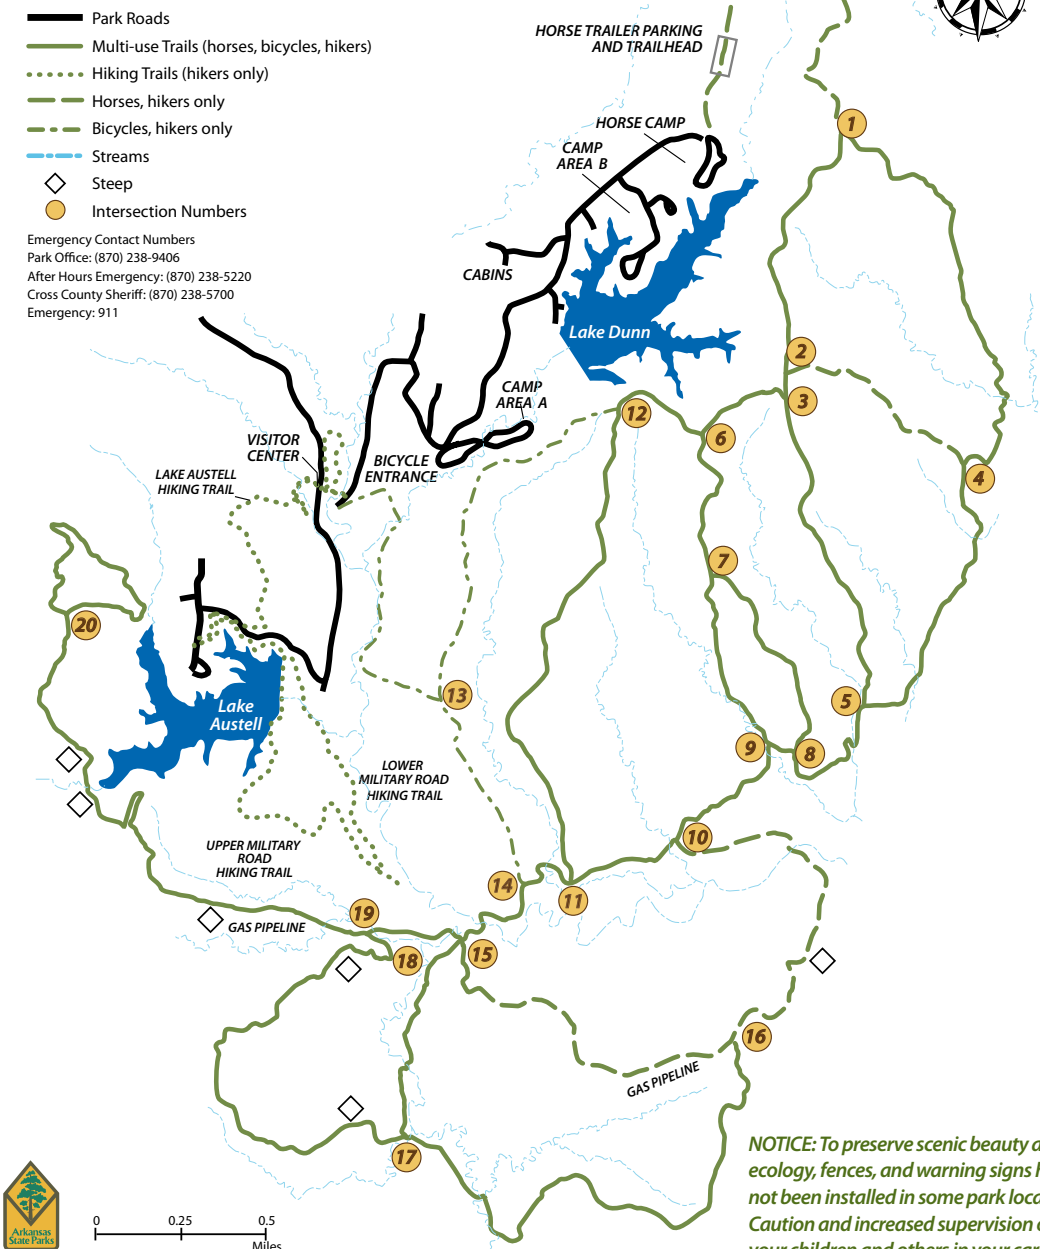 Park Roads
Multi-use Trails (horses, bicycles, hikers)
Hiking Trails (hikers only)
Horses, hikers only
Bicycles, hikers only
Streams
Steep
Intersection Numbers
Emergency Contact Numbers
Park Office: (870) 238-9406
After Hours Emergency: (870) 238-5220
Cross County Sheriff: (870) 238-5700
Emergency: 911
HORSE TRAILER PARKING
AND TRAILHEAD
HORSE CAMP
CAMP
AREA B
CABINS
Lake Dunn
CAMP
AREA A
VISITOR
CENTER
BICYCLE
ENTRANCE
LAKE AUSTELL
HIKING TRAIL
Lake
Austell
LOWER
MILITARY ROAD
HIKING TRAIL
UPPER MILITARY
ROAD
HIKING TRAIL
GAS PIPELINE
GAS PIPELINE
1
2
3
4
5
6
7
8
9
10
11
12
13
14
15
16
17
18
19
20
NOTICE: To preserve scenic beauty
ecology, fences, and warning signs
not been installed in some park
Caution and increased supervision
your children and others in your
Arkansas
State Parks
0 0.25 0.5
Miles